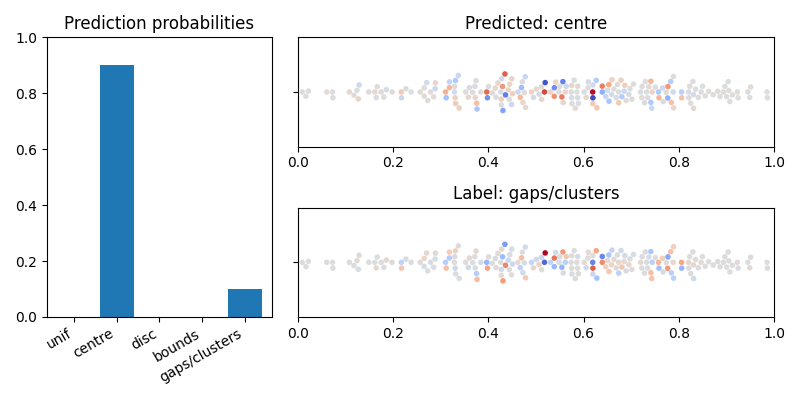 Prediction probabilities
1.0
0.8
0.6
0.4
0.2
0.0
unif
centre
disc
bounds
gaps/clusters
Predicted: centre
0.0 0.2 0.4 0.6 0.8 1.0
Label: gaps/clusters
0.0 0.2 0.4 0.6 0.8 1.0